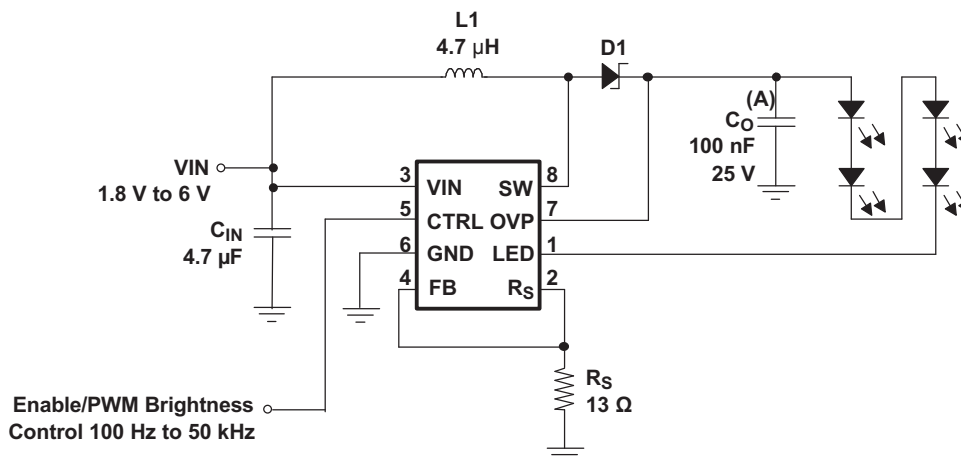 L1
4.7 µH
D1
(A)
C_O
100 nF
25 V
VIN
1.8 V to 6 V
3 VIN SW 8
5 CTRL OVP 7
6 GND LED 1
4 FB R_S 2
C_IN
4.7 µF
R_S
13 Ω
Enable/PWM Brightness
Control 100 Hz to 50 kHz